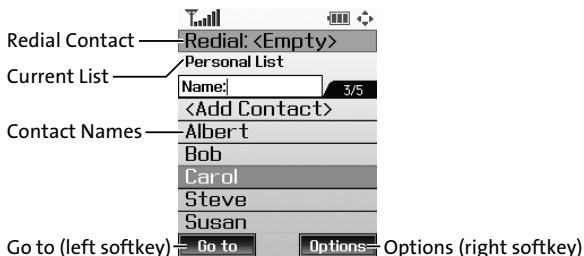 Redial Contact
Redial: <Empty>
Current List
Personal List
Name:
3/5
<Add Contact>
Contact Names
Albert
Bob
Carol
Steve
Susan
Go to (left softkey)
Go to
Options
Options (right softkey)